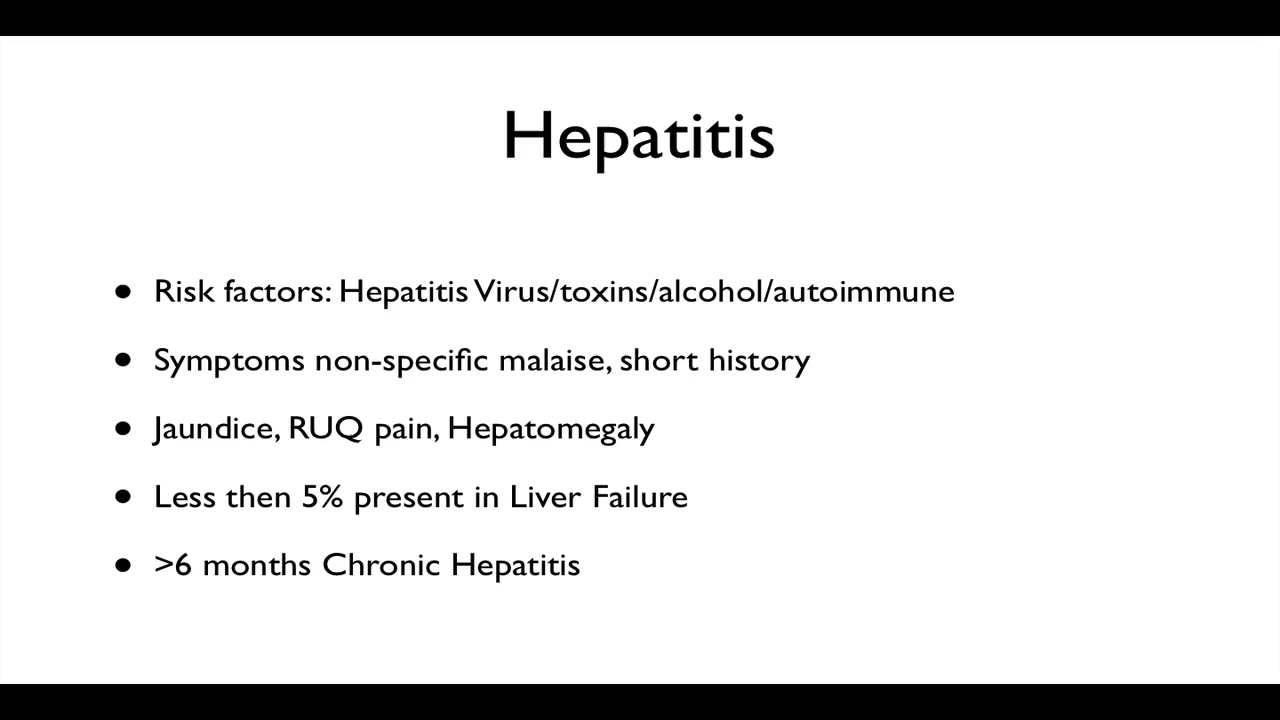 Hepatitis
• Risk factors: Hepatitis Virus/toxins/alcohol/autoimmune
• Symptoms non-specific malaise, short history
• Jaundice, RUQ pain, Hepatomegaly
• Less then 5% present in Liver Failure
• >6 months Chronic Hepatitis